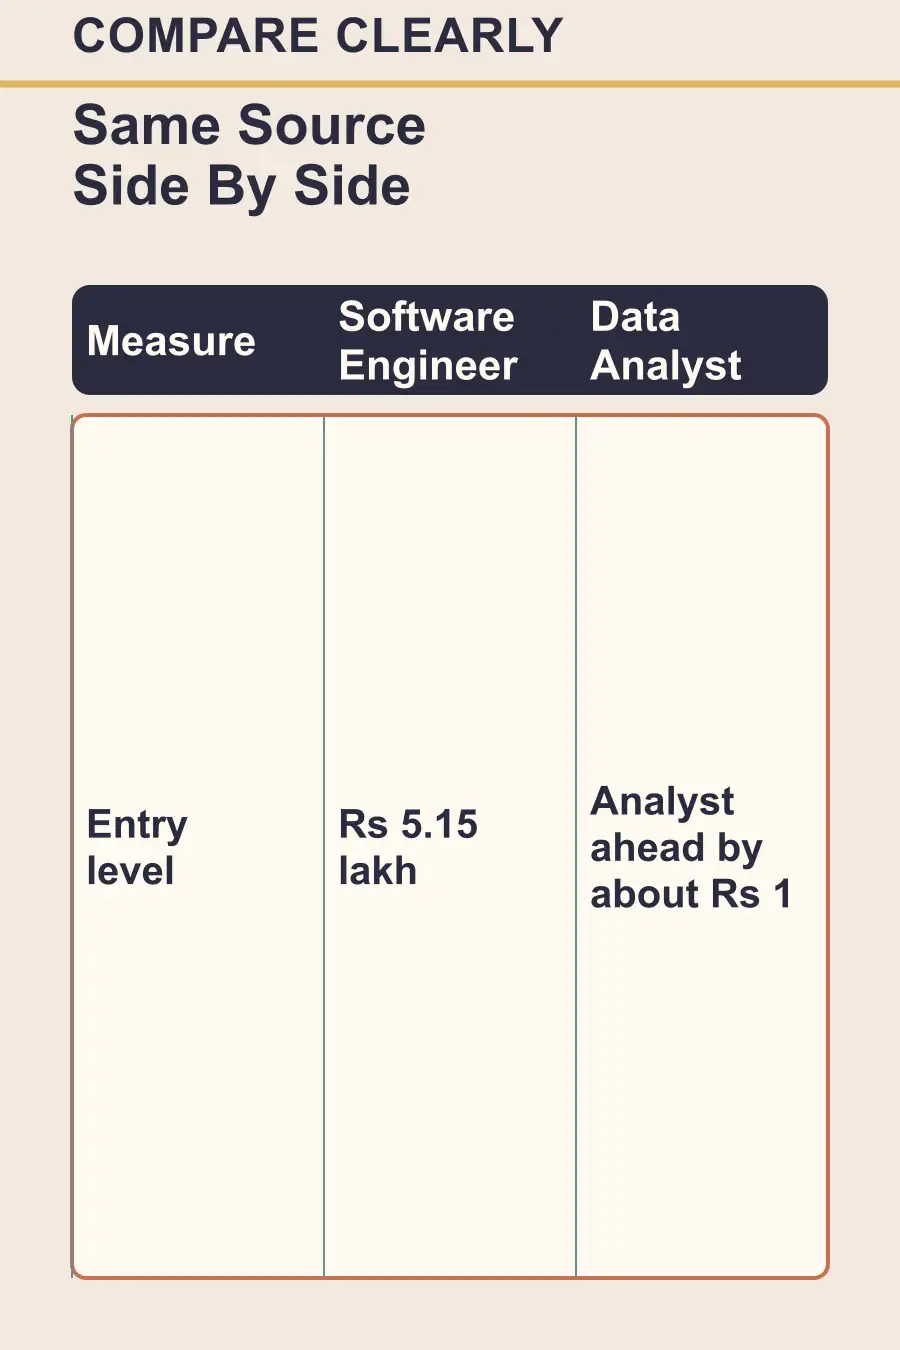 COMPARE CLEARLY
Same Source
Side By Side
Measure
Software
Engineer
Data
Analyst
Entry
level
Rs 5.15
lakh
Analyst
ahead by
about Rs 1